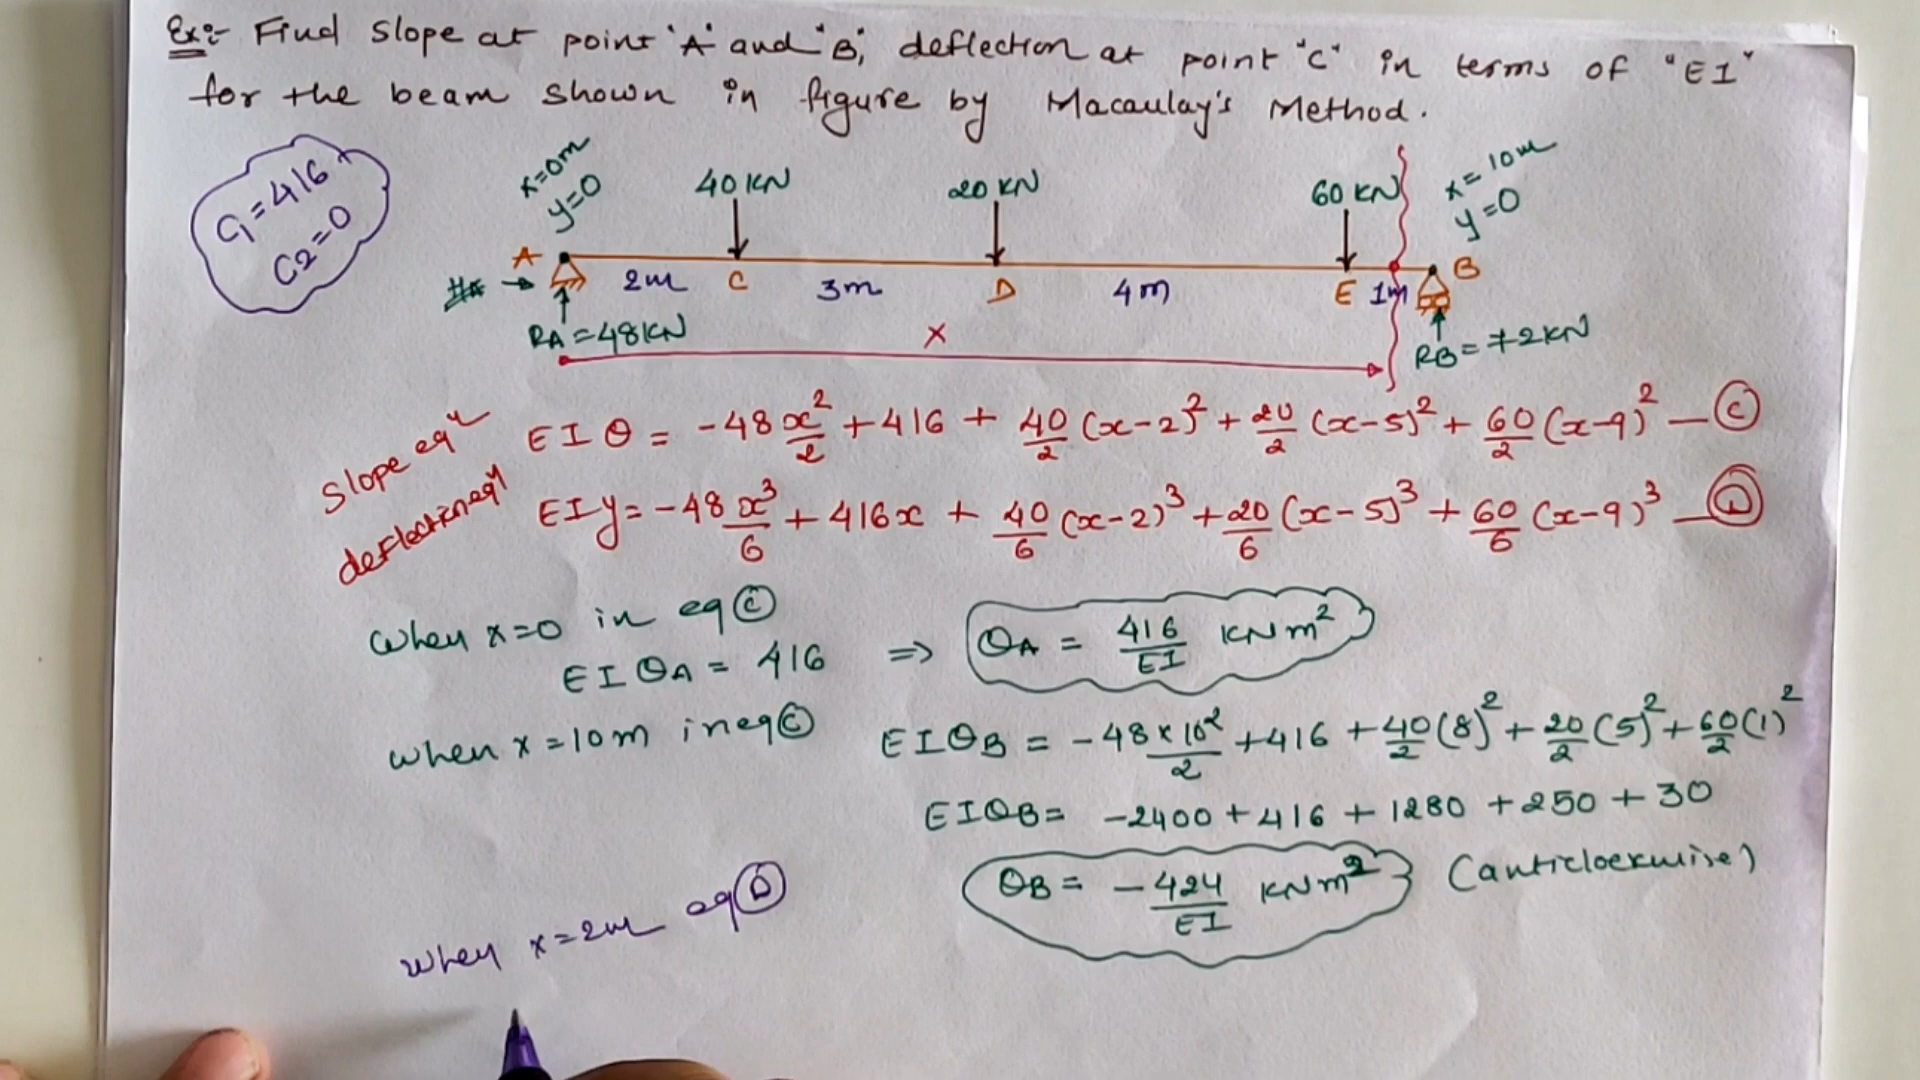 Ex:- Find slope at point "A" and "B", deflection at point "C" in terms of "EI"
for the beam shown in figure by Macaulay's Method.
C1=416
C2=0
x=0m
y=0
40KN
20KN
60KN
x=10m
y=0
A
2m
C
3m
D
4m
E
1m
B
RA=48KN
x
RB=72KN
slope eqn
EIθ = -48 x²/2 + 416 + 40/2 (x-2)² + 20/2 (x-5)² + 60/2 (x-9)² — C
deflection eqn
EIy = -48 x³/6 + 416x + 40/6 (x-2)³ + 20/6 (x-5)³ + 60/6 (x-9)³ — D
When x=0 in eq C
EIθA = 416 => θA = 416/EI KNm²
When x=10m in eq C
EIθB = -48×10²/2 + 416 + 40/2 (8)² + 20/2 (5)² + 60/2 (1)²
EIθB = -2400 + 416 + 1280 + 250 + 30
θB = -424/EI KNm² (anticlockwise)
When x=2m eq D